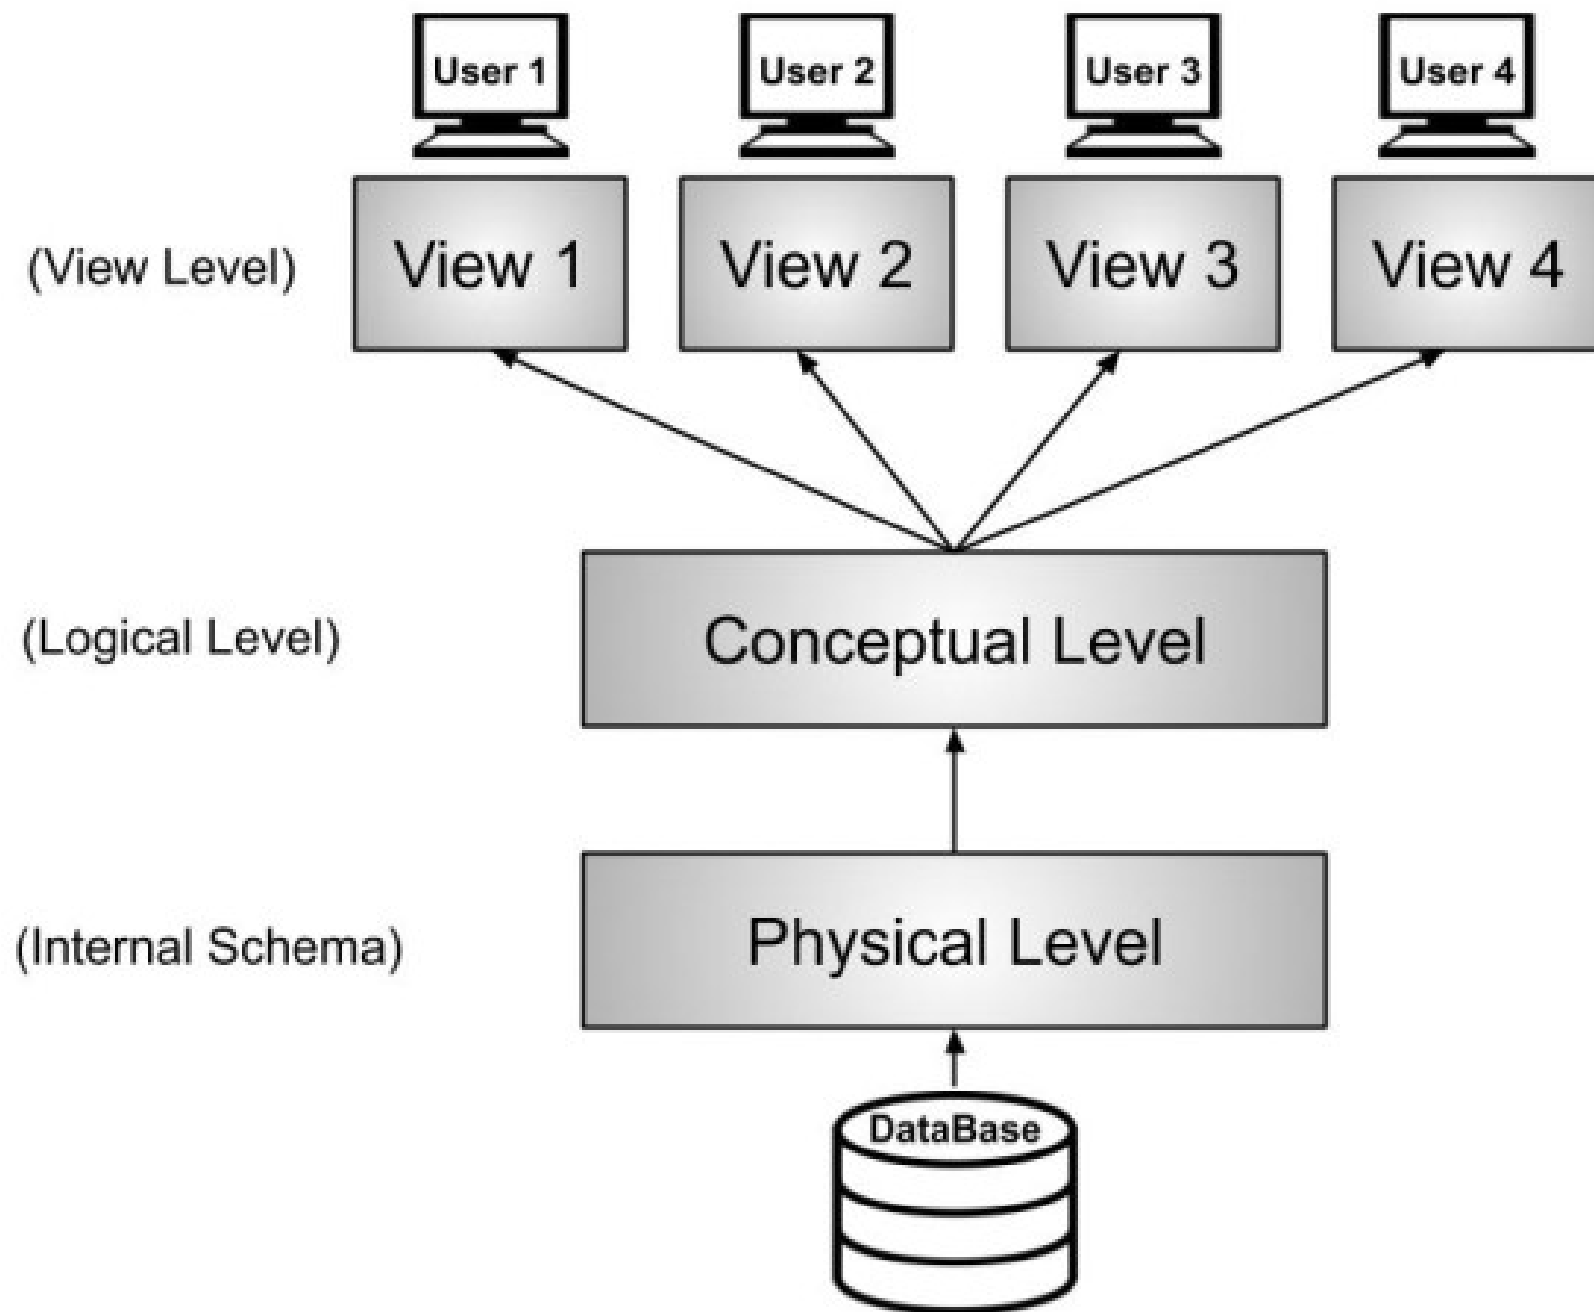 User 1
User 2
User 3
User 4
(View Level)
View 1
View 2
View 3
View 4
(Logical Level)
Conceptual Level
(Internal Schema)
Physical Level
DataBase